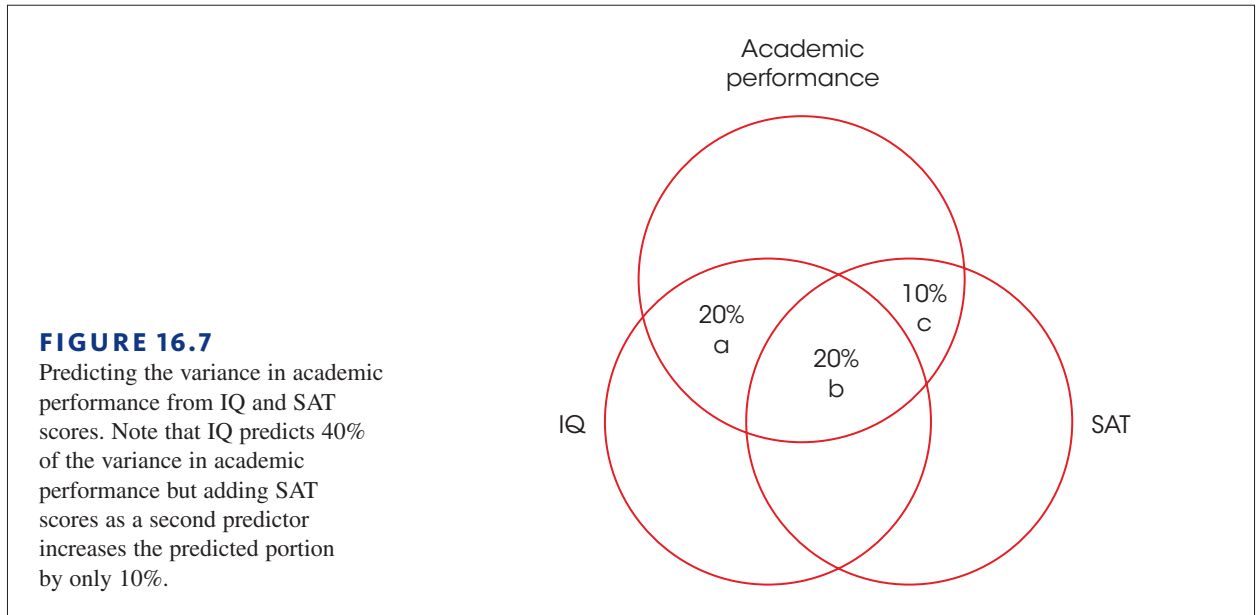 Academic
performance
20%
a
10%
c
20%
b
IQ
SAT
FIGURE 16.7
Predicting the variance in academic
performance from IQ and SAT
scores. Note that IQ predicts 40%
of the variance in academic
performance but adding SAT
scores as a second predictor
increases the predicted portion
by only 10%.